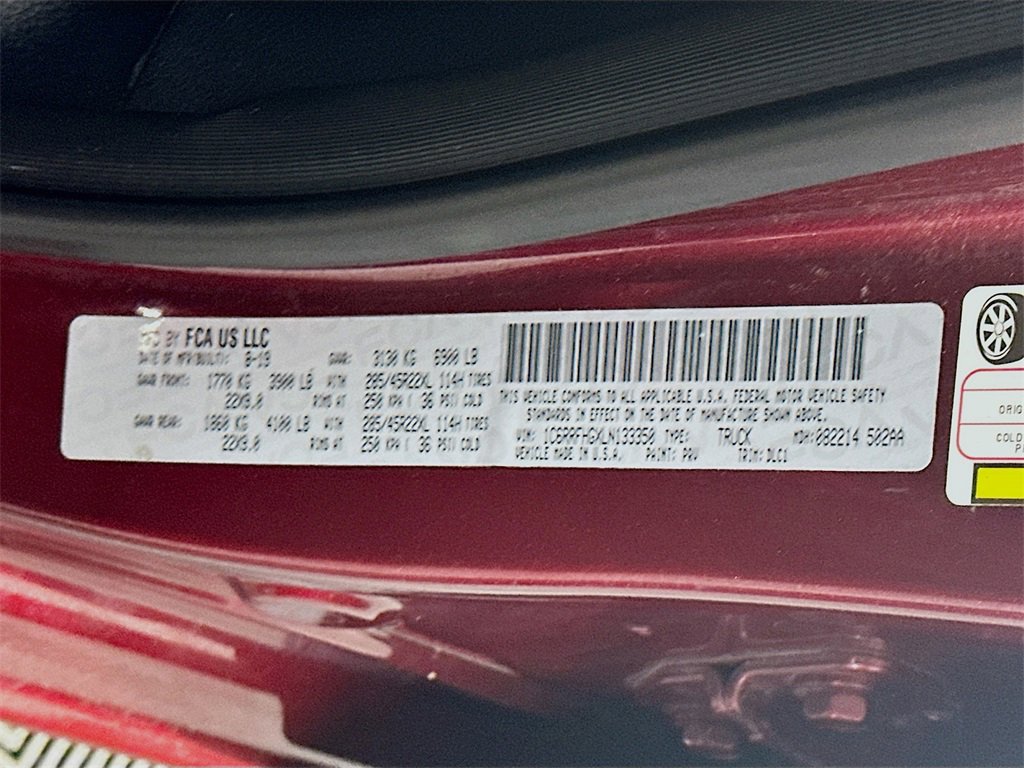 MFD BY FCA US LLC
DATE OF MFR(BUILT): 8-19 GVWR: 3130 KG 6900 LB
GAWR FRONT: 1770 KG 3900 LB WITH 285/45R22XL 114H TIRES
22X9.0 RIMS AT 250 KPA ( 36 PSI) COLD
GAWR REAR: 1860 KG 4100 LB WITH 285/45R22XL 114H TIRES
22X9.0 RIMS AT 250 KPA ( 36 PSI) COLD
THIS VEHICLE CONFORMS TO ALL APPLICABLE U.S.A. FEDERAL MOTOR VEHICLE SAFETY
STANDARDS IN EFFECT ON THE DATE OF MANUFACTURE SHOWN ABOVE.
VIN: 1C6RRFHGXLN133350 TYPE: TRUCK MDH: 082214 502AA
VEHICLE MADE IN U.S.A. PAINT: PRV TRIM: DLC1
ORIG
COLD
P